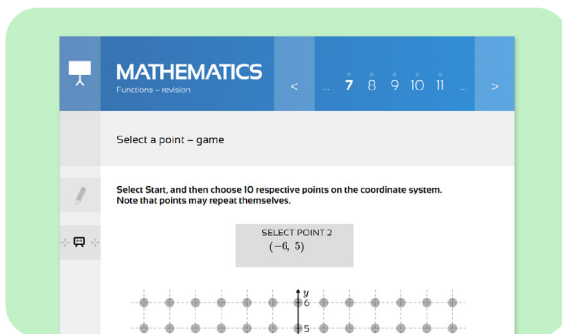 MATHEMATICS
Functions – revision
< ... 7 8 9 10 11 ... >
Select a point – game
Select Start, and then choose 10 respective points on the coordinate system.
Note that points may repeat themselves.
SELECT POINT 2
(−6, 5)
y
6
5